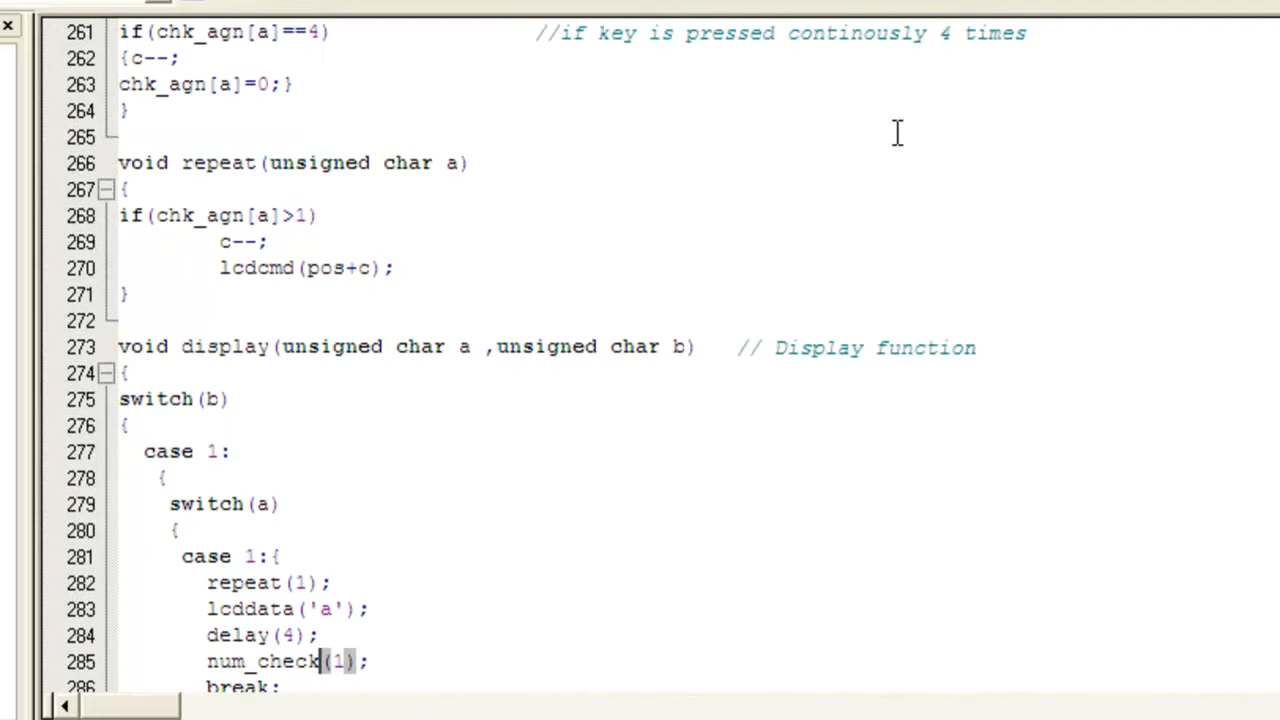 261 if(chk_agn[a]==4) //if key is pressed continously 4 times
262 {c--;
263 chk_agn[a]=0;}
264 }
265
266 void repeat(unsigned char a)
267 {
268 if(chk_agn[a]>1)
269 c--;
270 lcdcmd(pos+c);
271 }
272
273 void display(unsigned char a ,unsigned char b) // Display function
274 {
275 switch(b)
276 {
277 case 1:
278 {
279 switch(a)
280 {
281 case 1:{
282 repeat(1);
283 lcddata('a');
284 delay(4);
285 num_check(1);
286 break;